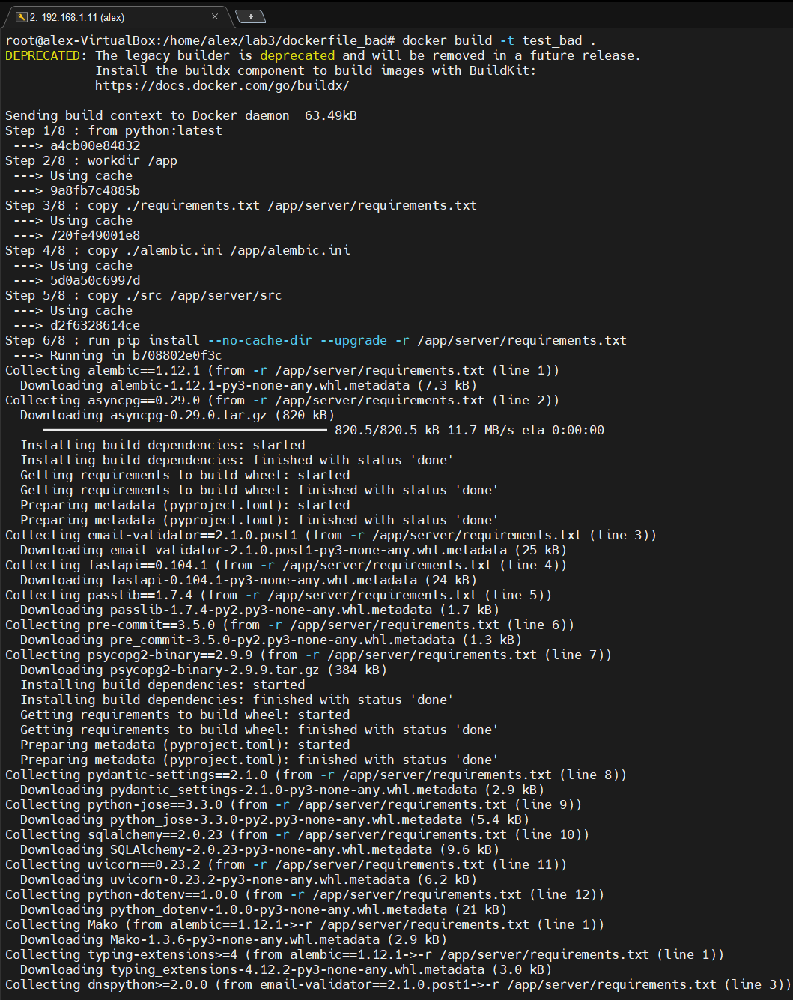 2. 192.168.1.11 (alex)
root@alex-VirtualBox:/home/alex/lab3/dockerfile_bad# docker build -t test_bad .
DEPRECATED: The legacy builder is deprecated and will be removed in a future release.
            Install the buildx component to build images with BuildKit:
            https://docs.docker.com/go/buildx/

Sending build context to Docker daemon  63.49kB
Step 1/8 : from python:latest
 ---> a4cb00e84832
Step 2/8 : workdir /app
 ---> Using cache
 ---> 9a8fb7c4885b
Step 3/8 : copy ./requirements.txt /app/server/requirements.txt
 ---> Using cache
 ---> 720fe49001e8
Step 4/8 : copy ./alembic.ini /app/alembic.ini
 ---> Using cache
 ---> 5d0a50c6997d
Step 5/8 : copy ./src /app/server/src
 ---> Using cache
 ---> d2f6328614ce
Step 6/8 : run pip install --no-cache-dir --upgrade -r /app/server/requirements.txt
 ---> Running in b708802e0f3c
Collecting alembic==1.12.1 (from -r /app/server/requirements.txt (line 1))
  Downloading alembic-1.12.1-py3-none-any.whl.metadata (7.3 kB)
Collecting asyncpg==0.29.0 (from -r /app/server/requirements.txt (line 2))
  Downloading asyncpg-0.29.0.tar.gz (820 kB)
     ━━━━━━━━━━━━━━━━━━━━━━━━━━━━━━━━━━━━━━ 820.5/820.5 kB 11.7 MB/s eta 0:00:00
  Installing build dependencies: started
  Installing build dependencies: finished with status 'done'
  Getting requirements to build wheel: started
  Getting requirements to build wheel: finished with status 'done'
  Preparing metadata (pyproject.toml): started
  Preparing metadata (pyproject.toml): finished with status 'done'
Collecting email-validator==2.1.0.post1 (from -r /app/server/requirements.txt (line 3))
  Downloading email_validator-2.1.0.post1-py3-none-any.whl.metadata (25 kB)
Collecting fastapi==0.104.1 (from -r /app/server/requirements.txt (line 4))
  Downloading fastapi-0.104.1-py3-none-any.whl.metadata (24 kB)
Collecting passlib==1.7.4 (from -r /app/server/requirements.txt (line 5))
  Downloading passlib-1.7.4-py2.py3-none-any.whl.metadata (1.7 kB)
Collecting pre-commit==3.5.0 (from -r /app/server/requirements.txt (line 6))
  Downloading pre_commit-3.5.0-py2.py3-none-any.whl.metadata (1.3 kB)
Collecting psycopg2-binary==2.9.9 (from -r /app/server/requirements.txt (line 7))
  Downloading psycopg2-binary-2.9.9.tar.gz (384 kB)
  Installing build dependencies: started
  Installing build dependencies: finished with status 'done'
  Getting requirements to build wheel: started
  Getting requirements to build wheel: finished with status 'done'
  Preparing metadata (pyproject.toml): started
  Preparing metadata (pyproject.toml): finished with status 'done'
Collecting pydantic-settings==2.1.0 (from -r /app/server/requirements.txt (line 8))
  Downloading pydantic_settings-2.1.0-py3-none-any.whl.metadata (2.9 kB)
Collecting python-jose==3.3.0 (from -r /app/server/requirements.txt (line 9))
  Downloading python_jose-3.3.0-py2.py3-none-any.whl.metadata (5.4 kB)
Collecting sqlalchemy==2.0.23 (from -r /app/server/requirements.txt (line 10))
  Downloading SQLAlchemy-2.0.23-py3-none-any.whl.metadata (9.6 kB)
Collecting uvicorn==0.23.2 (from -r /app/server/requirements.txt (line 11))
  Downloading uvicorn-0.23.2-py3-none-any.whl.metadata (6.2 kB)
Collecting python-dotenv==1.0.0 (from -r /app/server/requirements.txt (line 12))
  Downloading python_dotenv-1.0.0-py3-none-any.whl.metadata (21 kB)
Collecting Mako (from alembic==1.12.1->-r /app/server/requirements.txt (line 1))
  Downloading Mako-1.3.6-py3-none-any.whl.metadata (2.9 kB)
Collecting typing-extensions>=4 (from alembic==1.12.1->-r /app/server/requirements.txt (line 1))
  Downloading typing_extensions-4.12.2-py3-none-any.whl.metadata (3.0 kB)
Collecting dnspython>=2.0.0 (from email-validator==2.1.0.post1->-r /app/server/requirements.txt (line 3))